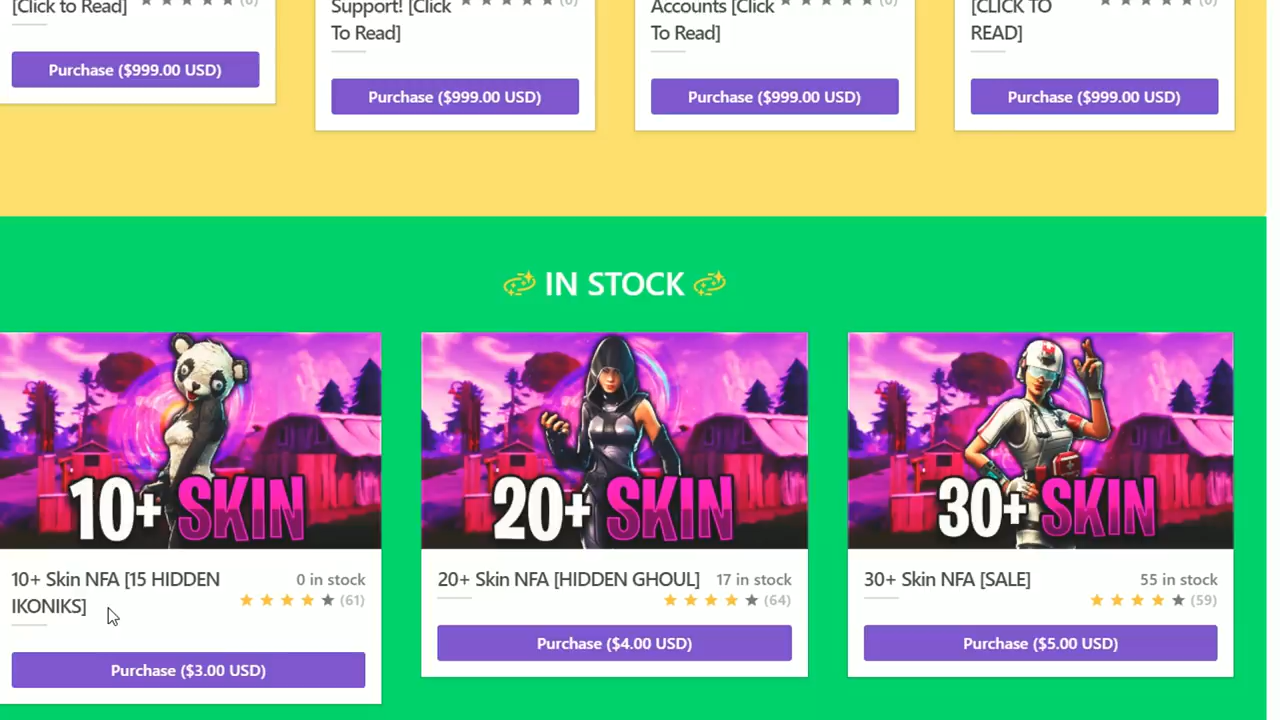 [Click to Read]
(0)
Support! [Click
(0)
To Read]
Accounts [Click
(0)
To Read]
[CLICK TO
(0)
READ]
Purchase ($999.00 USD)
Purchase ($999.00 USD)
Purchase ($999.00 USD)
Purchase ($999.00 USD)
IN STOCK
10+ SKIN
20+ SKIN
30+ SKIN
10+ Skin NFA [15 HIDDEN
IKONIKS]
0 in stock
(61)
Purchase ($3.00 USD)
20+ Skin NFA [HIDDEN GHOUL]
17 in stock
(64)
Purchase ($4.00 USD)
30+ Skin NFA [SALE]
55 in stock
(59)
Purchase ($5.00 USD)